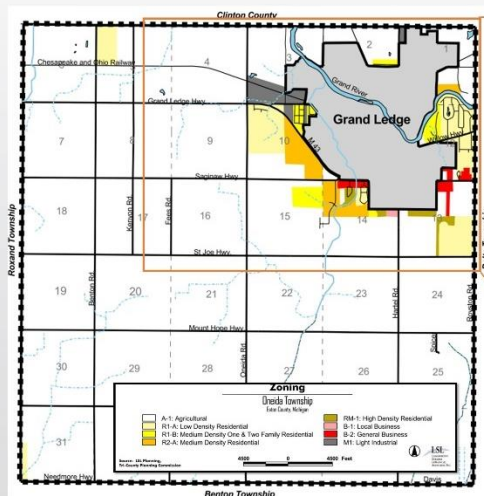 Clinton County
Chesapeake and Ohio Railway
4
3
2
1
Grand River
Grand Ledge Hwy
Grand Ledge
Willow Hwy
M 43
7
8
9
10
Saginaw Hwy
18
17
16
15
14
13
Kenyon Rd
Fees Rd
Roxand Township
St Joe Hwy.
19
20
21
22
23
24
Benton Rd
Hartel Rd
Royston Rd
Mount Hope Hwy
Oneida Rd
30
29
28
27
26
31
Needmore Hwy
Davis
Zoning
Oneida Township
Eaton County, Michigan
A-1: Agricultural
R1-A: Low Density Residential
R1-B: Medium Density One & Two Family Residential
R2-A: Medium Density Residential
RM-1: High Density Residential
B-1: Local Business
B-2: General Business
M1: Light Industrial
Source: LSL Planning,
Tri-County Planning Commission
4500 0 4500 Feet
LSL
Benton Township